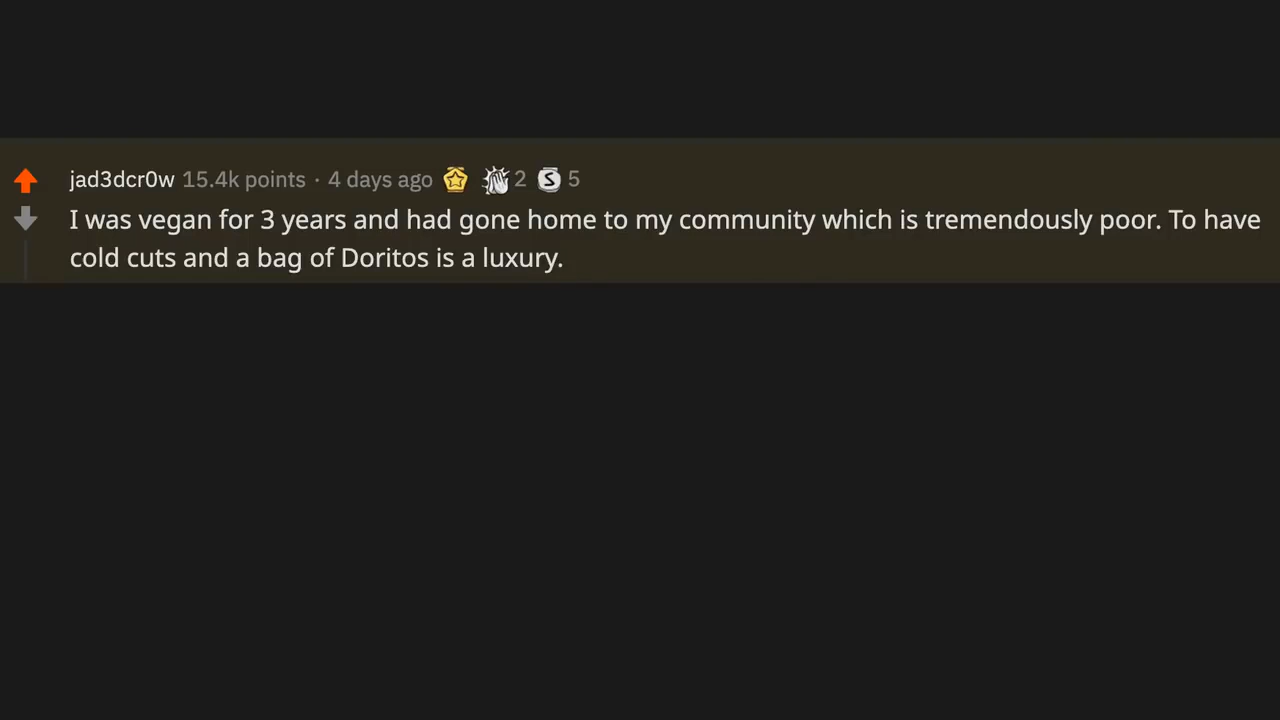 jad3dcr0w 15.4k points · 4 days ago 2 S 5
I was vegan for 3 years and had gone home to my community which is tremendously poor. To have
cold cuts and a bag of Doritos is a luxury.